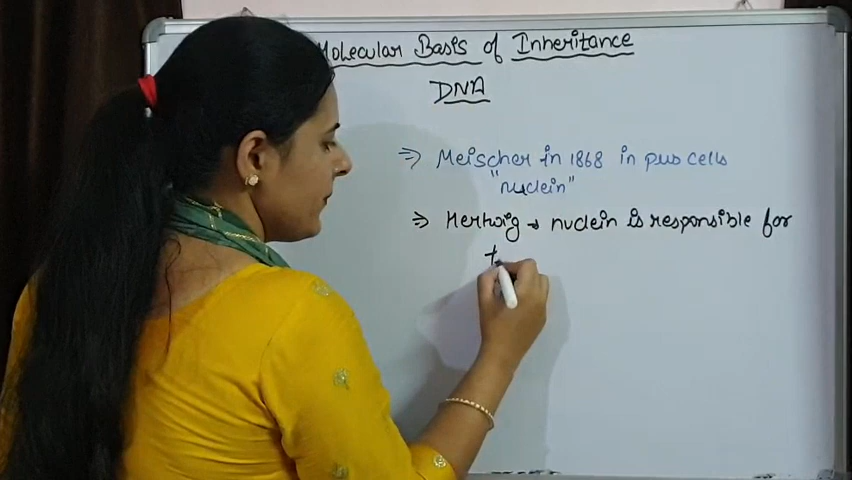 Molecular Basis of Inheritance
DNA
⇒ Meischer in 1868 in pus cells
"nuclein"
⇒ Hertwig → nuclein is responsible for
t